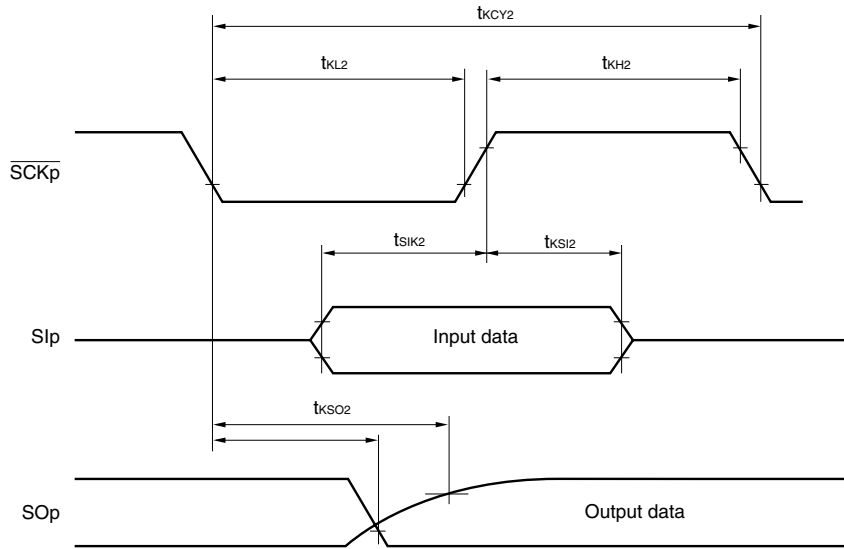 tKCY2
tKL2 tKH2
SCKp
tSIK2 tKSI2
SIp Input data
tKSO2
SOp Output data